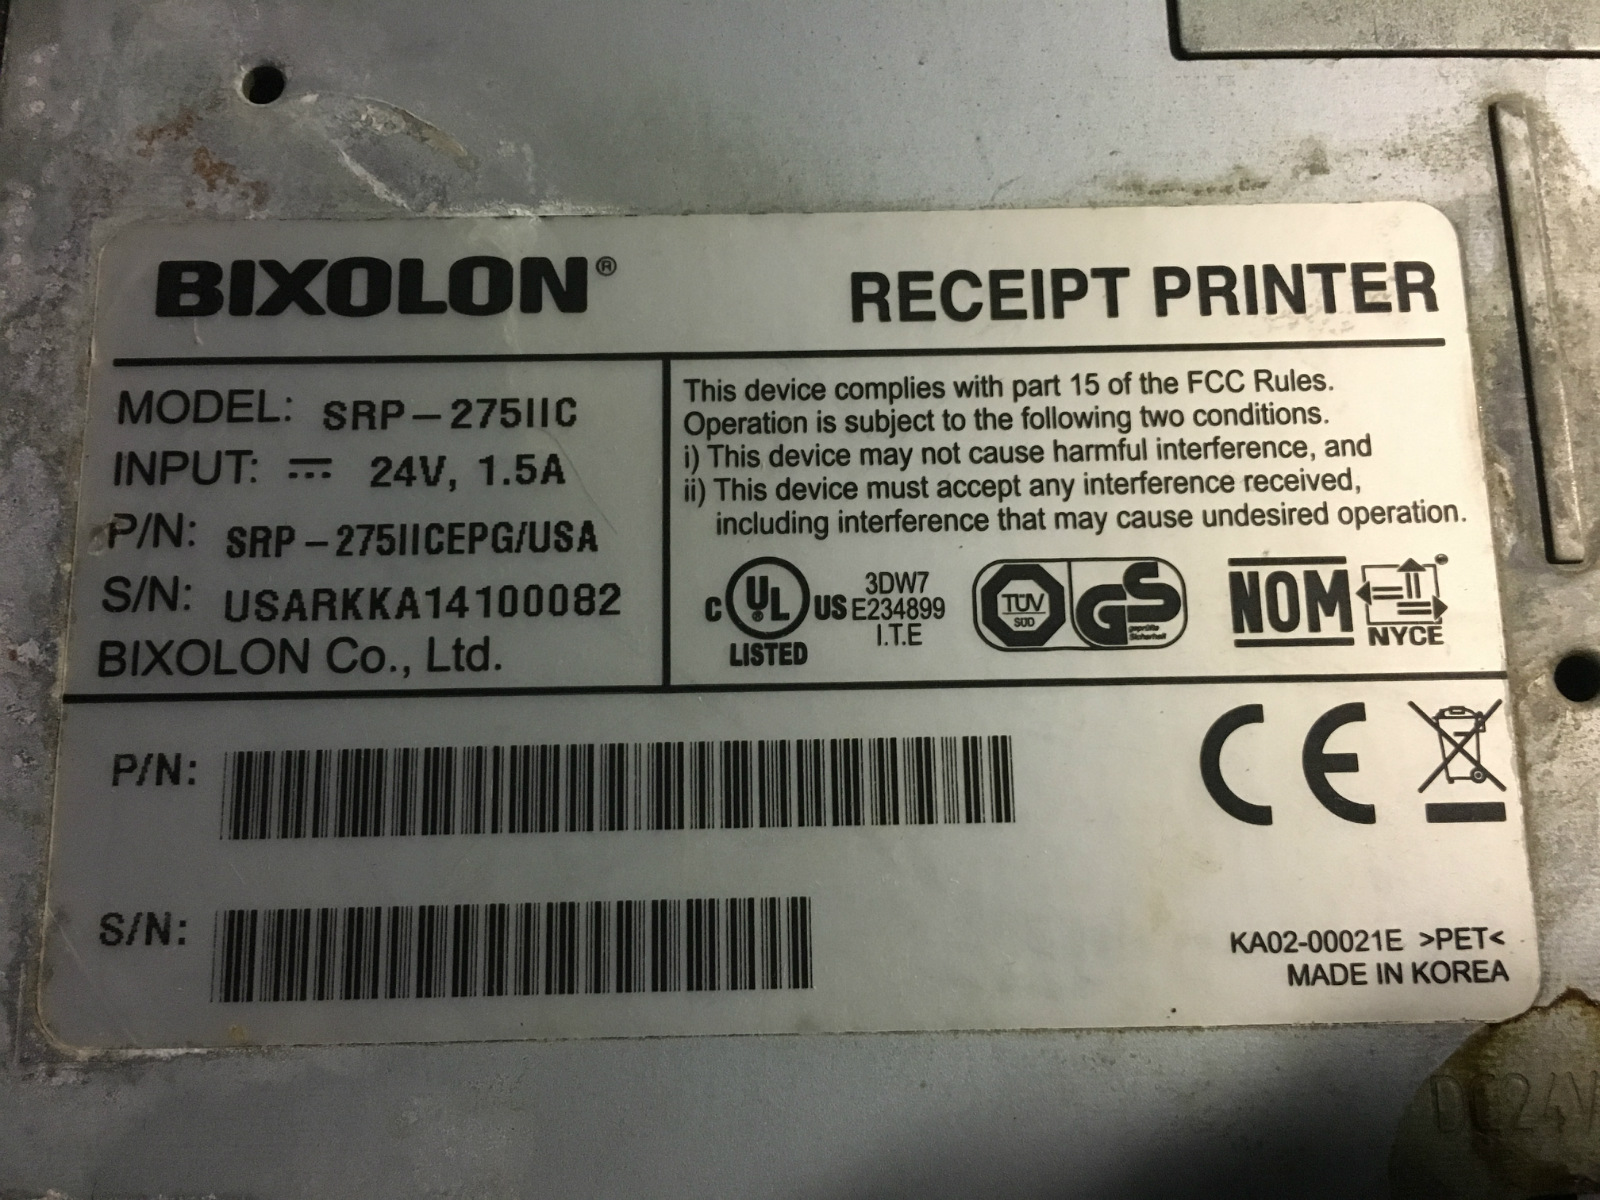 BIXOLON® RECEIPT PRINTER
MODEL: SRP-275IIC
INPUT: ⎓ 24V, 1.5A
P/N: SRP-275IICEPG/USA
S/N: USARKKA14100082
BIXOLON Co., Ltd.
This device complies with part 15 of the FCC Rules.
Operation is subject to the following two conditions.
i) This device may not cause harmful interference, and
ii) This device must accept any interference received,
including interference that may cause undesired operation.
C UL® US
LISTED
3DW7
E234899
I.T.E
TUV
SÜD
GS
geprüfte
Sicherheit
NOM
NYCE
P/N:
S/N:
CE
KA02-00021E >PET<
MADE IN KOREA
DC24V